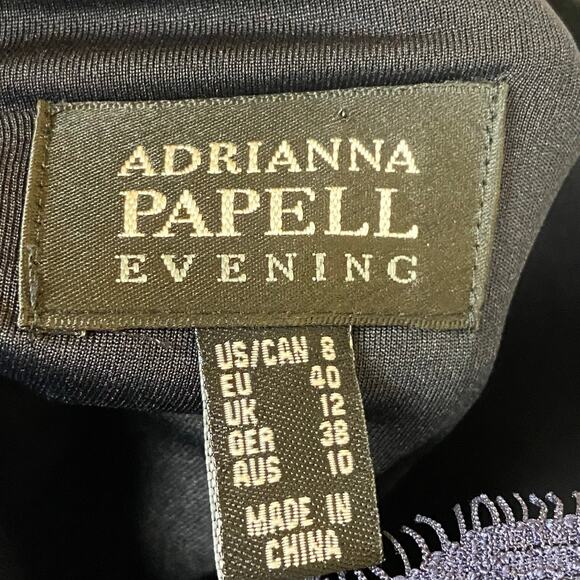 ADRIANNA
PAPELL
EVENING
US/CAN 8
EU 40
UK 12
GER 38
AUS 10
MADE IN
CHINA